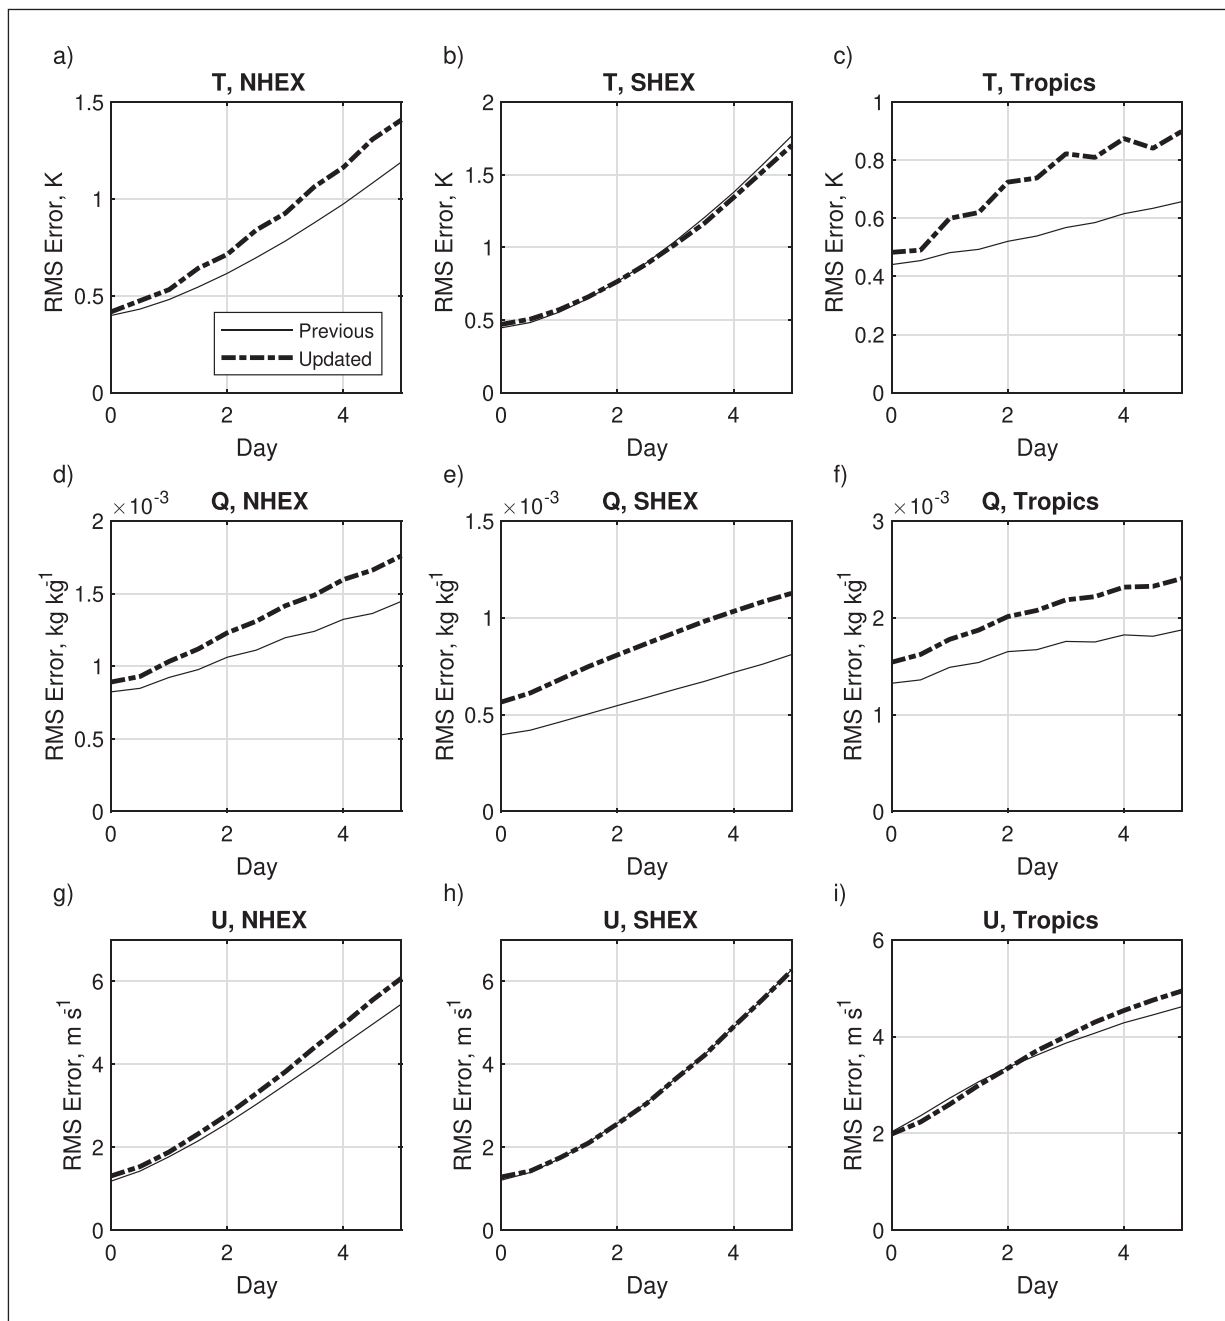 a)
T, NHEX
1.5
1
0.5
0
RMS Error, K
0
2
4
Day
Previous
Updated
b)
T, SHEX
2
1.5
1
0.5
0
RMS Error, K
0
2
4
Day
c)
T, Tropics
1
0.8
0.6
0.4
0.2
0
RMS Error, K
0
2
4
Day
d)
×10⁻³
Q, NHEX
2
1.5
1
0.5
0
RMS Error, kg kg⁻¹
0
2
4
Day
e)
×10⁻³
Q, SHEX
1.5
1
0.5
0
RMS Error, kg kg⁻¹
0
2
4
Day
f)
×10⁻³
Q, Tropics
3
2
1
0
RMS Error, kg kg⁻¹
0
2
4
Day
g)
U, NHEX
6
4
2
0
RMS Error, m s⁻¹
0
2
4
Day
h)
U, SHEX
6
4
2
0
RMS Error, m s⁻¹
0
2
4
Day
i)
U, Tropics
6
4
2
0
RMS Error, m s⁻¹
0
2
4
Day